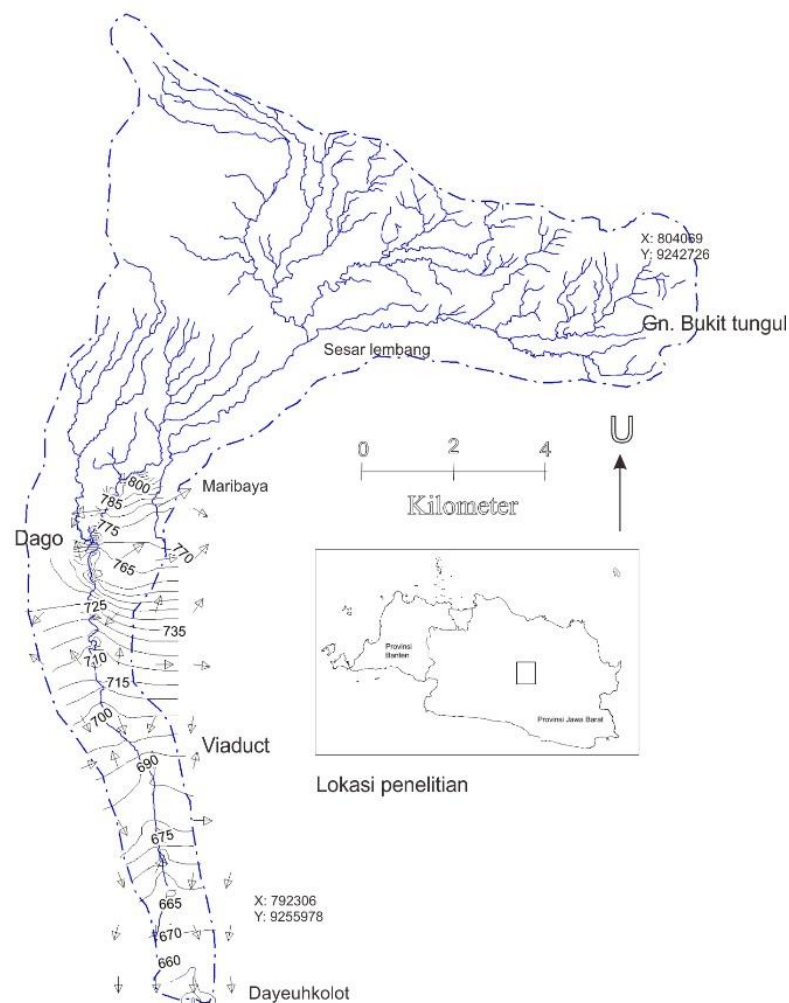 X: 804069
Y: 9242726
Gn. Bukit tungul
Sesar lembang
U
0 2 4
Kilometer
Maribaya
800
785
775
Dago
770
765
725
735
710
715
700
Viaduct
690
675
665
X: 792306
Y: 9255978
670
660
Dayeuhkolot
Provinsi
Banten
Provinsi Jawa Barat
Lokasi penelitian